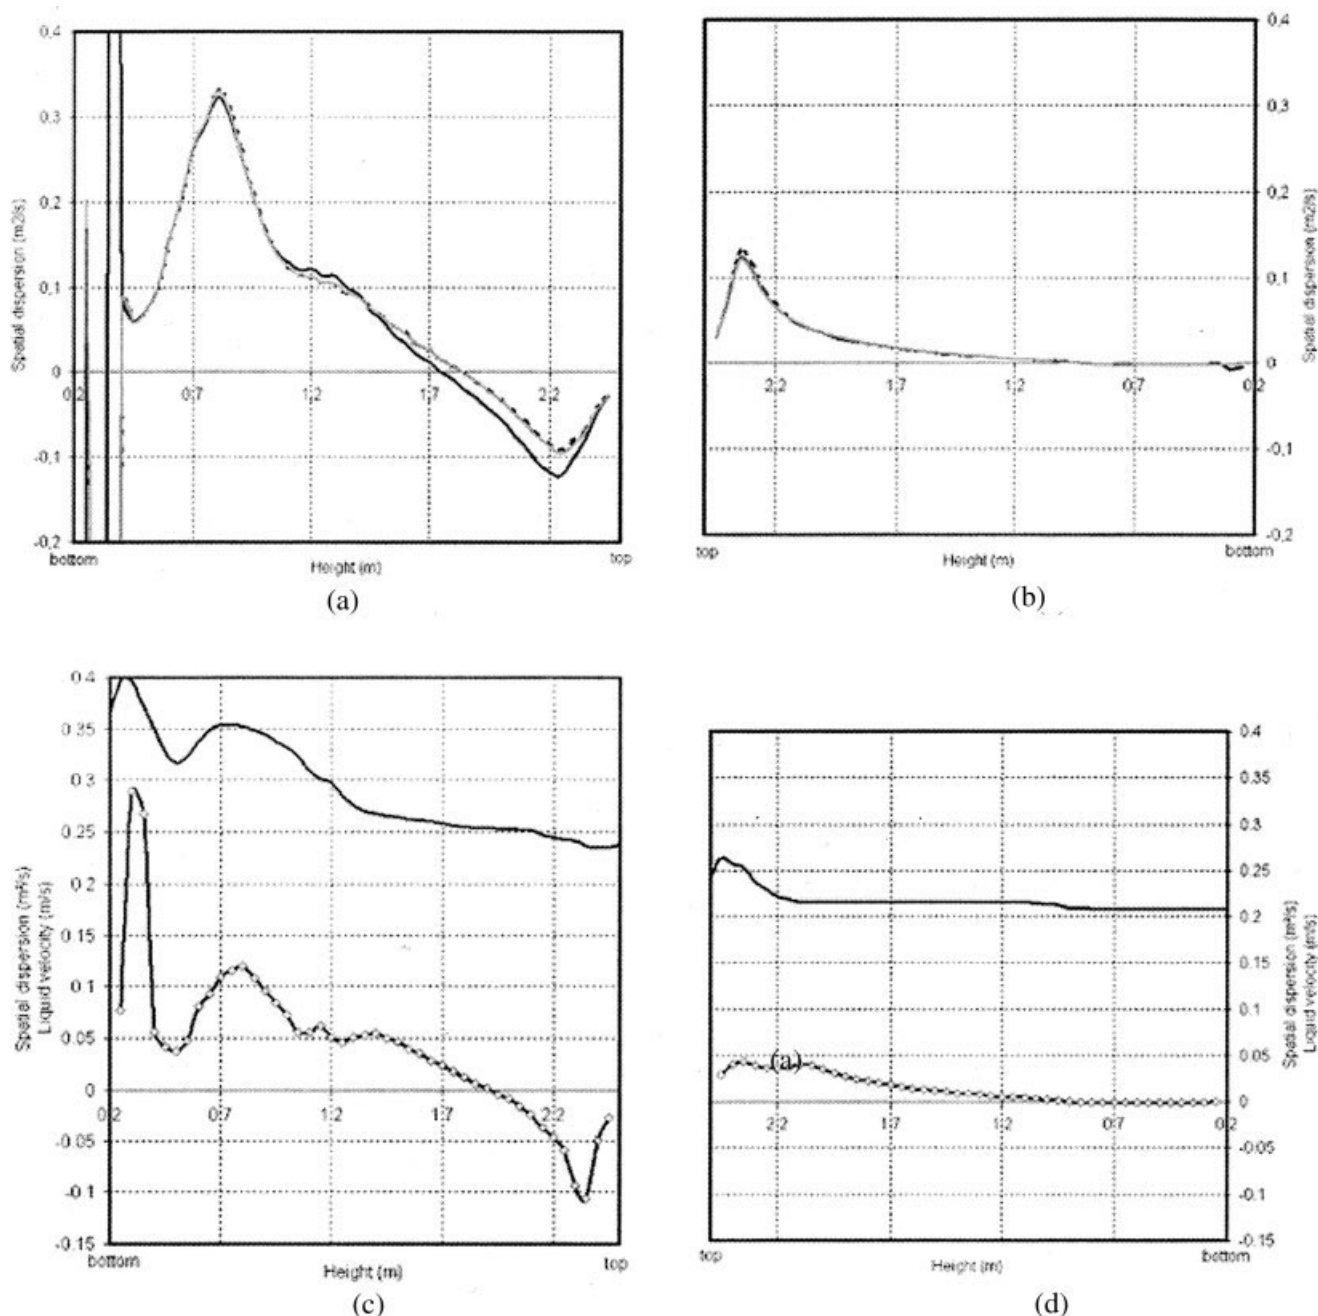 0,4
0,3
0,2
0,1
0
-0,1
-0,2
Spatial dispersion (m2/s)
0.2 0.7 1.2 1.7 2.2
bottom top
Height (m)
(a)
0,4
0,3
0,2
0,1
0
-0,1
-0,2
Spatial dispersion (m2/s)
2.2 1.7 1.2 0.7 0.2
top bottom
Height (m)
(b)
0.4
0.35
0.3
0.25
0.2
0.15
0.1
0.05
0
-0.05
-0.1
-0.15
Spatial dispersion (m²/s)
Liquid velocity (m/s)
0.2 0.7 1.2 1.7 2.2
bottom top
Height (m)
(c)
0.4
0.35
0.3
0.25
0.2
0.15
0.1
0.05
0
-0.05
-0.1
-0.15
Spatial dispersion (m²/s)
Liquid velocity (m/s)
(a)
2.2 1.7 1.2 0.7 0.2
top bottom
Height (m)
(d)